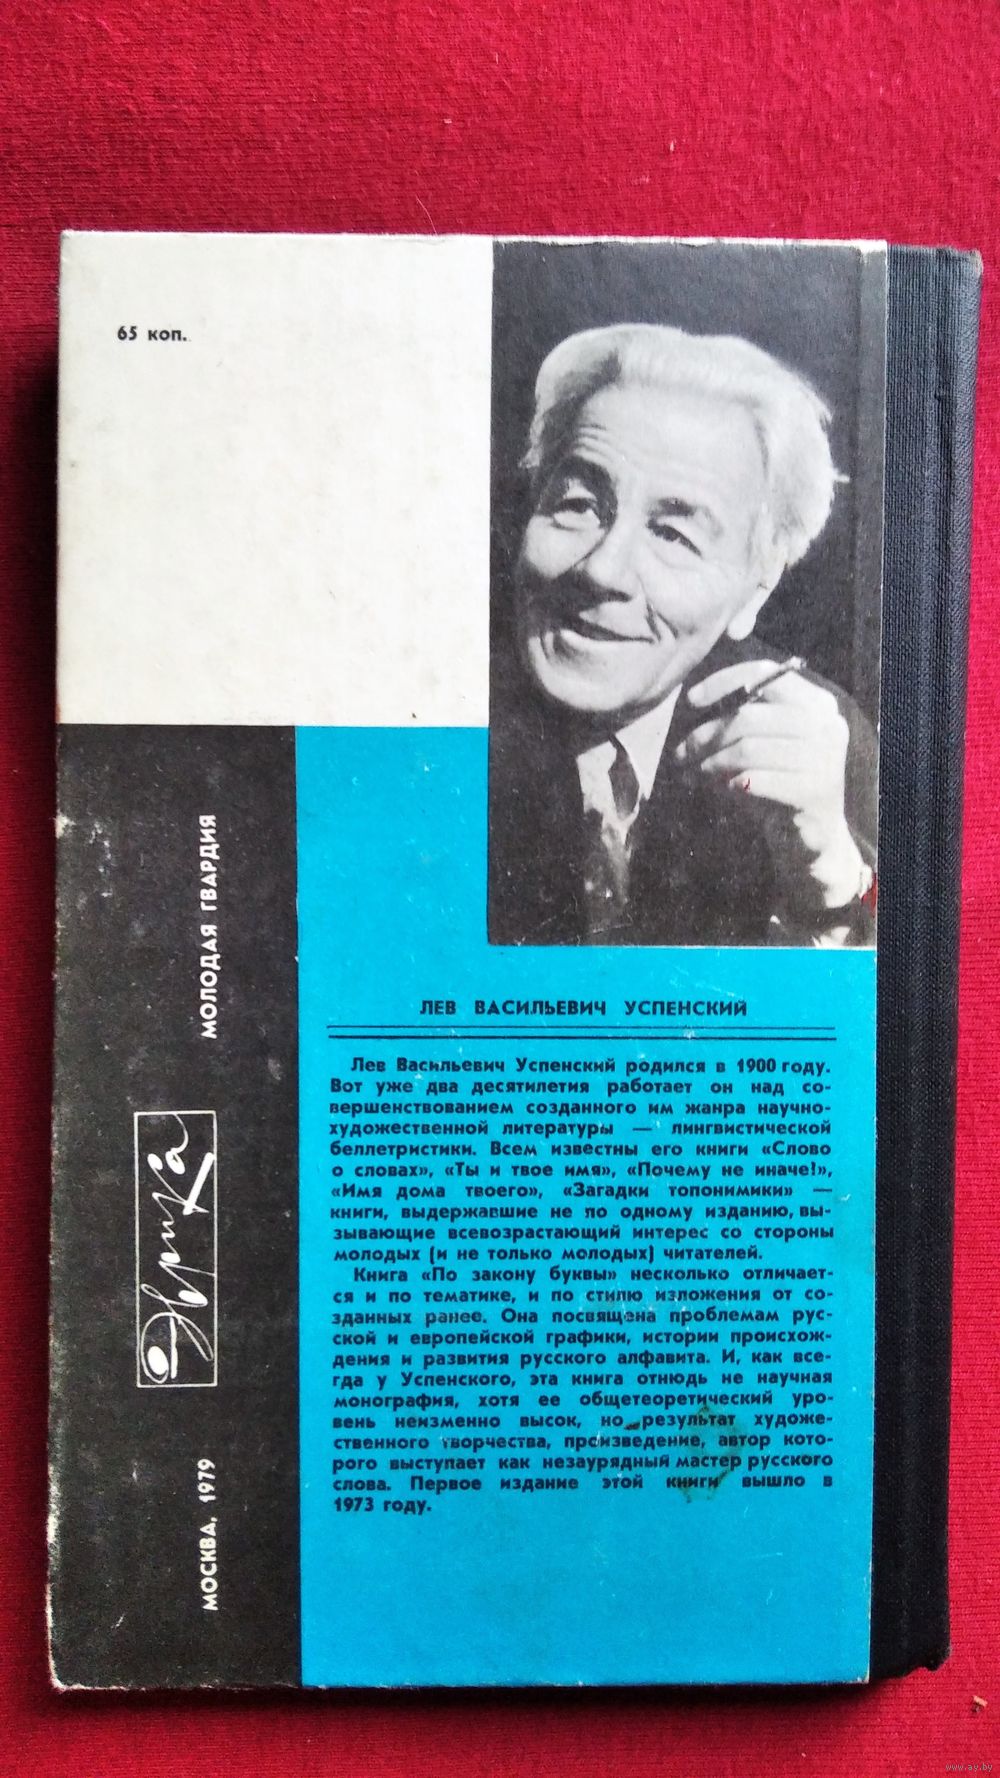 65 коп.
МОЛОДАЯ ГВАРДИЯ
Эврика
МОСКВА, 1979
ЛЕВ ВАСИЛЬЕВИЧ УСПЕНСКИЙ
Лев Васильевич Успенский родился в 1900 году.
Вот уже два десятилетия работает он над со-
вершенствованием созданного им жанра научно-
художественной литературы — лингвистической
беллетристики. Всем известны его книги «Слово
о словах», «Ты и твое имя», «Почему не иначе!»,
«Имя дома твоего», «Загадки топонимики» —
книги, выдержавшие не по одному изданию, вы-
зывающие всевозрастающий интерес со стороны
молодых (и не только молодых) читателей.
Книга «По закону буквы» несколько отличает-
ся и по тематике, и по стилю изложения от со-
зданных ранее. Она посвящена проблемам рус-
ской и европейской графики, истории происхож-
дения и развития русского алфавита. И, как все-
гда у Успенского, эта книга отнюдь не научная
монография, хотя ее общетеоретический уро-
вень неизменно высок, но результат художе-
ственного творчества, произведение, автор кото-
рого выступает как незаурядный мастер русского
слова. Первое издание этой книги вышло в
1973 году.
www.ay.by